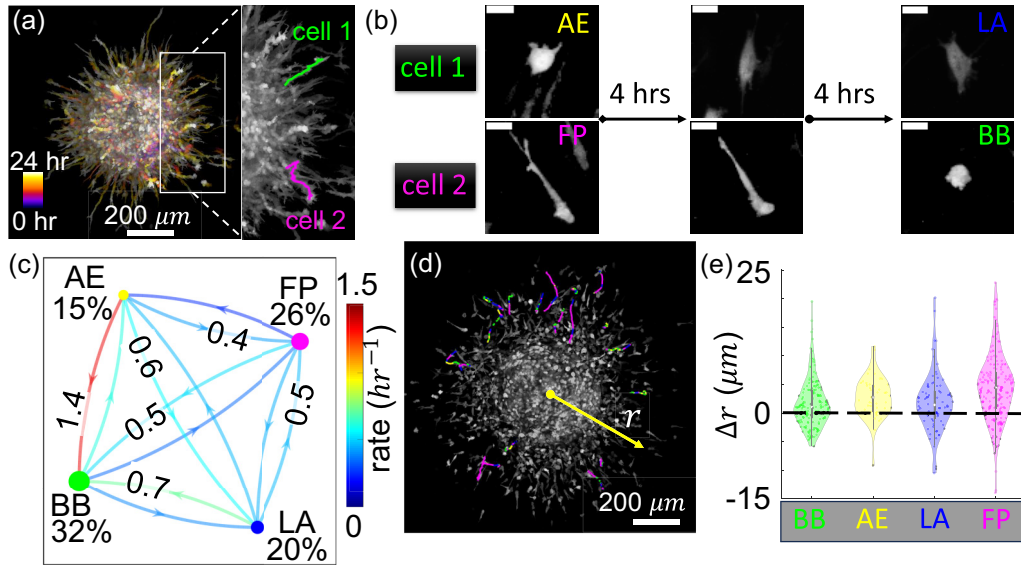 (a)
cell 1
cell 2
24 hr
0 hr
200 μm
(b)
AE
LA
cell 1
4 hrs
4 hrs
FP
BB
cell 2
(c)
AE
15%
FP
26%
1.5
0.4
0.6
1.4
0.5
0.5
rate (hr⁻¹)
0.7
BB
32%
LA
20%
0
(d)
r
200 μm
(e)
25
Δr (μm)
0
-15
BB AE LA FP